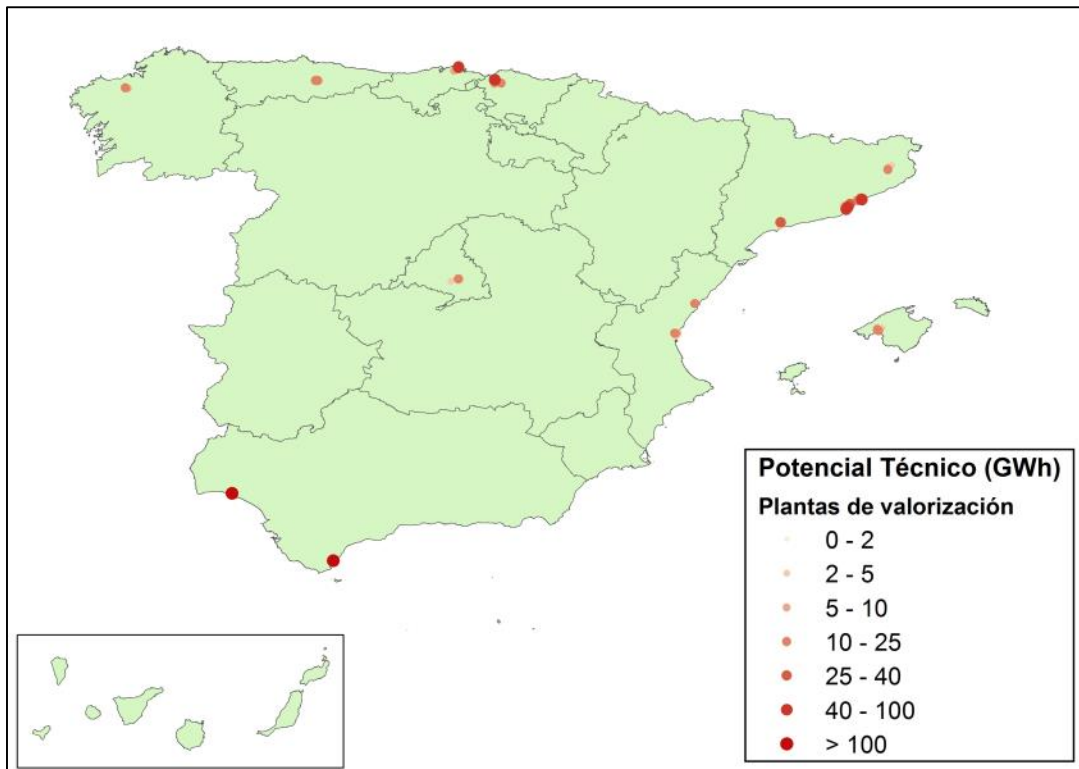 Potencial Técnico (GWh)
Plantas de valorización
0 - 2
2 - 5
5 - 10
10 - 25
25 - 40
40 - 100
> 100